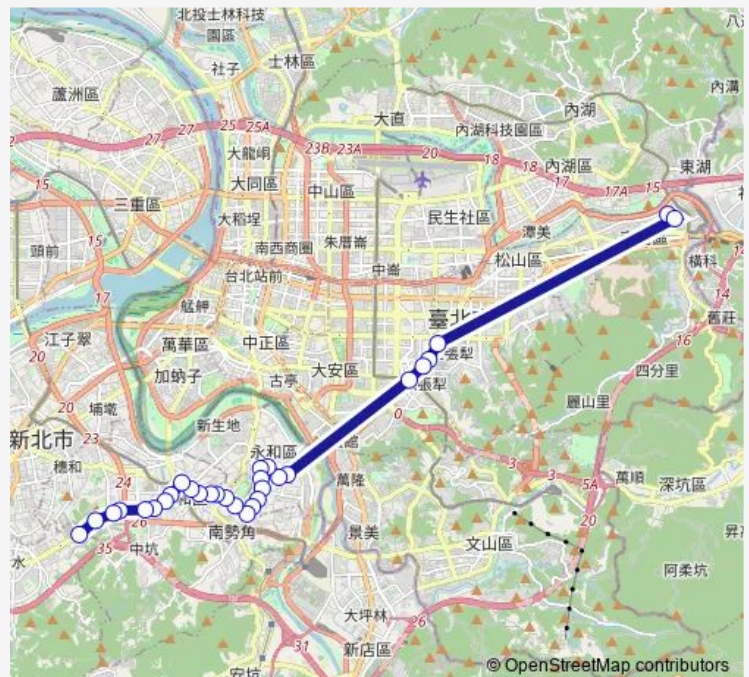 北投士林科技
園區
社子
士林區
內溝
蘆洲區
大直
內湖
27
27
25
25A
內湖科技園區
大龍峒
23B
23A
20
18
18
內湖區
東湖
15
大同區
17
17A
15
三重區
中山區
大稻埕
民生社區
潭美
頭前
15
南西商圈
朱厝崙
松山區
台北站前
中崙
橫科
17
艋舺
臺北
14
江子翠
舊莊
萬華區
中正區
張犁
16
20
加蚋子
大安區
張犁
四分里
古亭
埔墘
0
麗山里
新北市
23
新生地
穗和
永和區
館
3
3
萬隆
5A
萬順
深坑區
24
26
南勢角
景美
20
35
中坑
文山區
水
阿柔坑
大坪林
26
31
新店區
安坑
© OpenStreetMap contributors